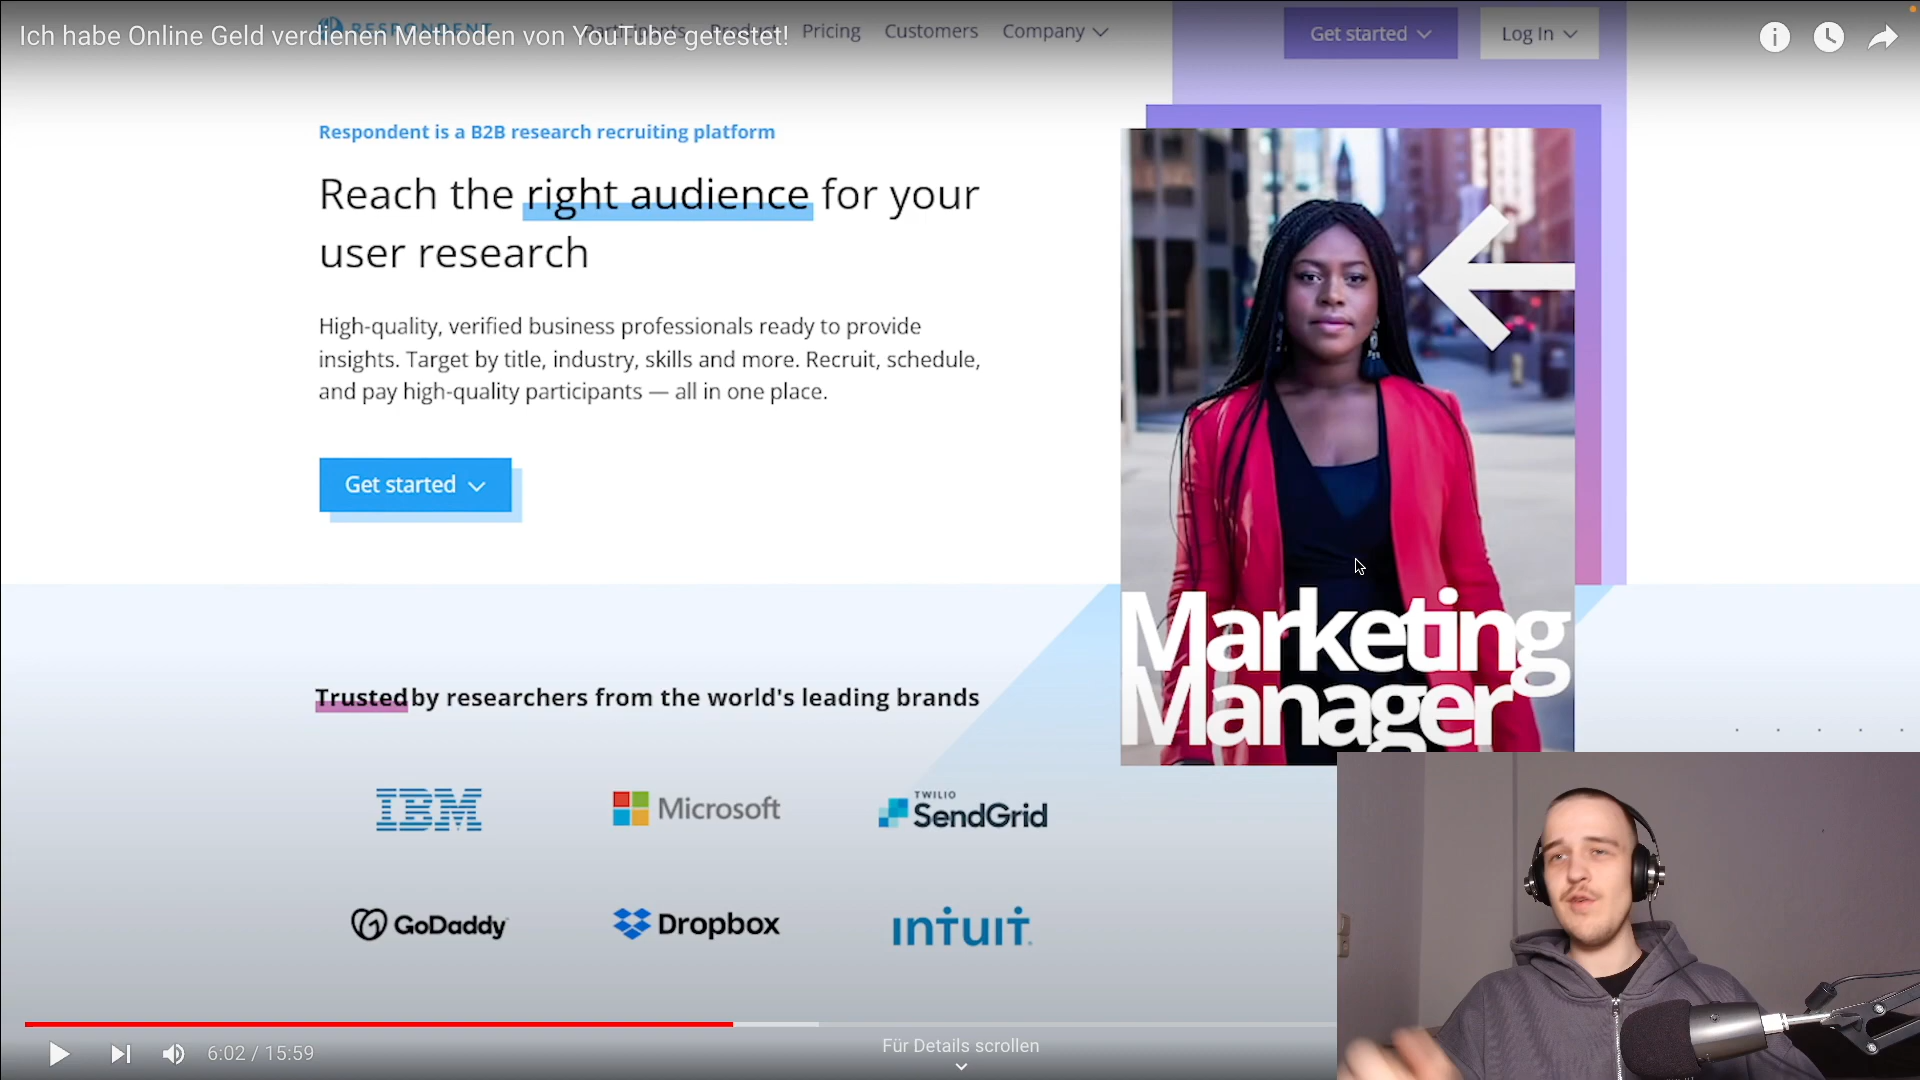 RESPONDENT Participants Product Pricing Customers Company Get started Log In
Ich habe Online Geld verdienen Methoden von YouTube getestet!
Respondent is a B2B research recruiting platform
Reach the right audience for your
user research
High-quality, verified business professionals ready to provide
insights. Target by title, industry, skills and more. Recruit, schedule,
and pay high-quality participants — all in one place.
Get started
Marketing
Manager
Trusted by researchers from the world's leading brands
IBM Microsoft TWILIO SendGrid
GoDaddy Dropbox INTUIT
6:02 / 15:59
Für Details scrollen